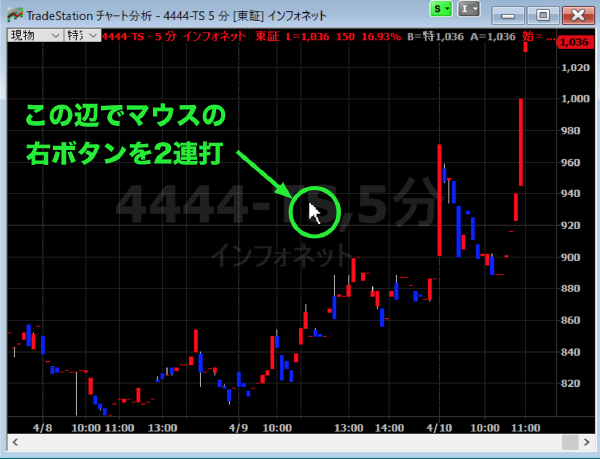 TradeStation チャート分析 - 4444-TS 5 分 [東証] インフォネット
S
I
現物
特
4444-TS - 5 分 インフォネット 東証 L=1,036 150 16.93% B=特1,036 A=1,036 始= ...
1,036
1,020
この辺でマウスの
1,000
右ボタンを2連打
980
960
940
4444-TS,5分
920
インフォネット
900
880
860
840
820
4/8 10:00 11:00 13:00 4/9 10:00 13:00 14:00 4/10 10:00 11:00